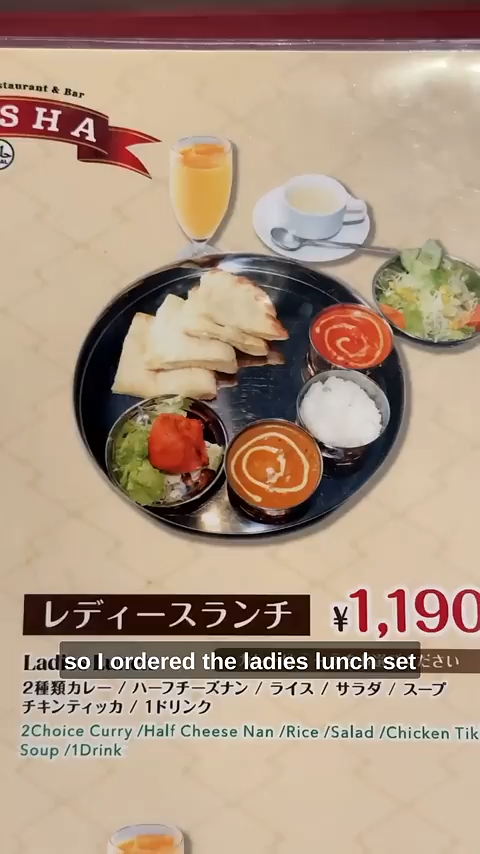 staurant & Bar
SHA
レディースランチ
¥1,190
so I ordered the ladies lunch set
ださい
2種類カレー / ハーフチーズナン / ライス / サラダ / スープ
チキンティッカ / 1ドリンク
2Choice Curry /Half Cheese Nan /Rice /Salad /Chicken Tik
Soup /1Drink